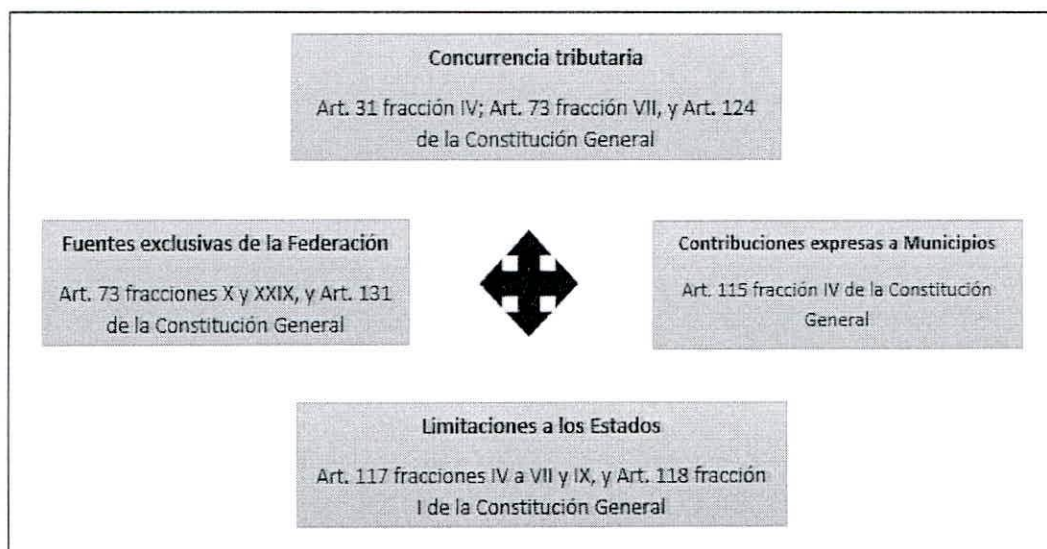 Concurrencia tributaria
Art. 31 fracción IV; Art. 73 fracción VII, y Art. 124
de la Constitución General
Fuentes exclusivas de la Federación
Art. 73 fracciones X y XXIX, y Art. 131
de la Constitución General
Contribuciones expresas a Municipios
Art. 115 fracción IV de la Constitución
General
Limitaciones a los Estados
Art. 117 fracciones IV a VII y IX, y Art. 118 fracción
I de la Constitución General